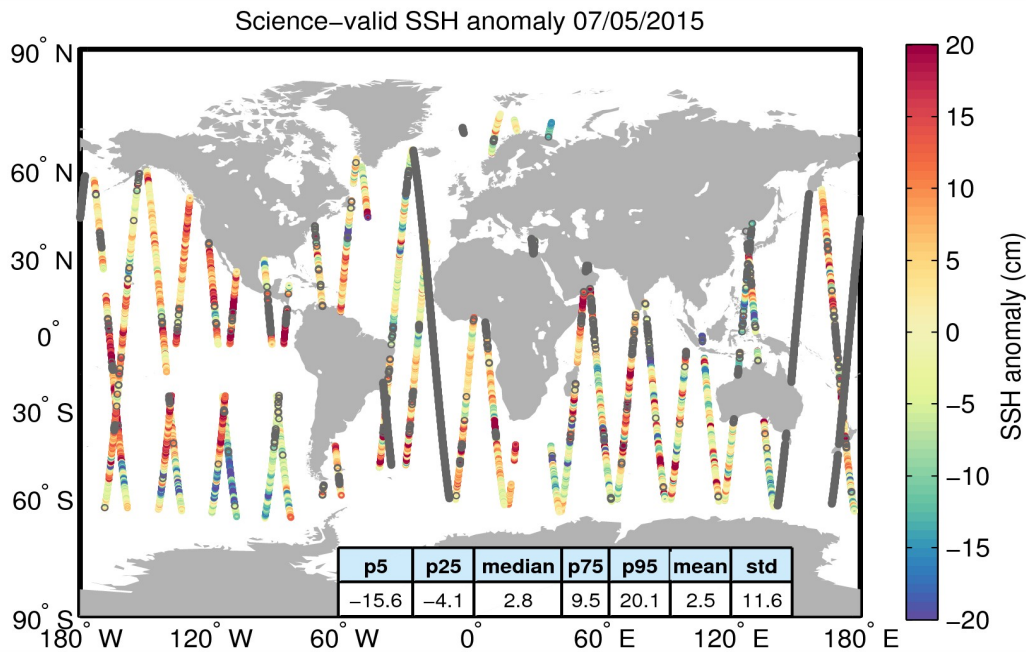 Science−valid SSH anomaly 07/05/2015
90° N
60° N
30° N
0°
30° S
60° S
90° S
180° W
120° W
60° W
0°
60° E
120° E
180° E
p5 p25 median p75 p95 mean std
−15.6 −4.1 2.8 9.5 20.1 2.5 11.6
20
15
10
5
0
−5
−10
−15
−20
SSH anomaly (cm)